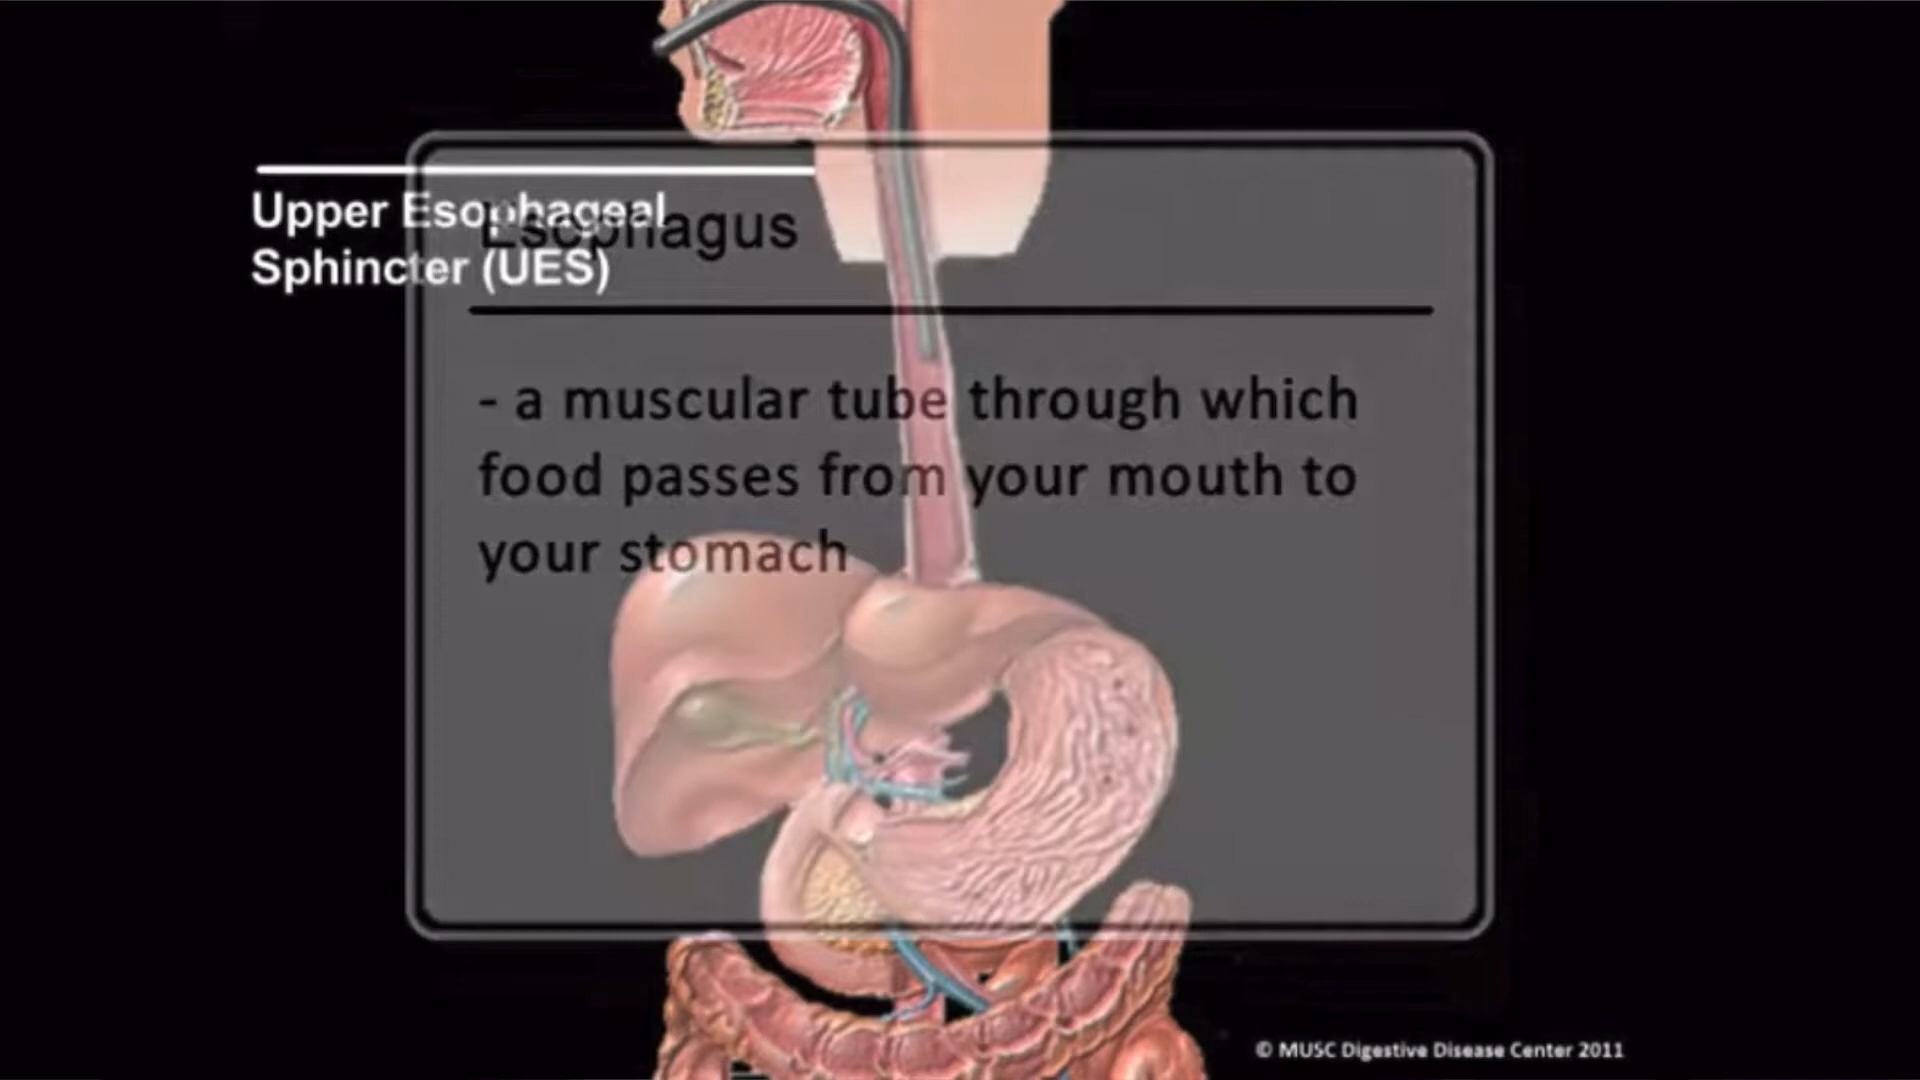 Upper Esophageal
Sphincter (UES)
Esophagus
- a muscular tube through which
food passes from your mouth to
your stomach
© MUSC Digestive Disease Center 2011